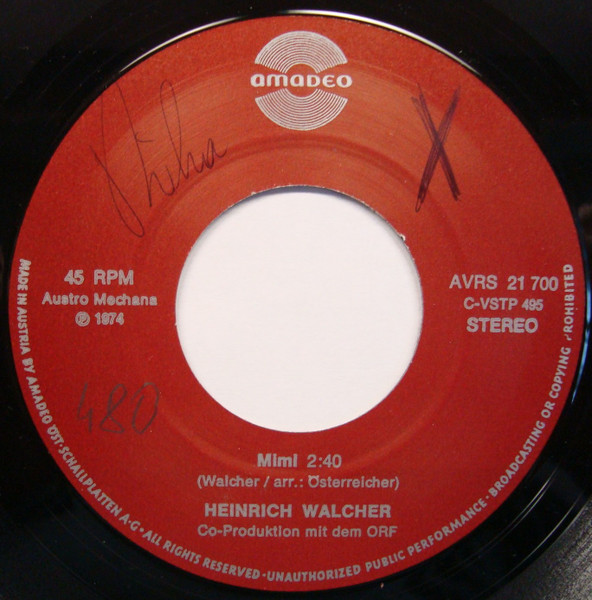 amadeo
X
45 RPM
Austro Mechana
℗ 1974
AVRS 21 700
C-VSTP 495
STEREO
480
Mimi 2:40
(Walcher / arr.: Österreicher)
HEINRICH WALCHER
Co-Produktion mit dem ORF
MADE IN AUSTRIA BY AMADEO ÖST. SCHALLPLATTEN A·G · ALL RIGHTS RESERVED · UNAUTHORIZED PUBLIC PERFORMANCE · BROADCASTING OR COPYING PROHIBITED